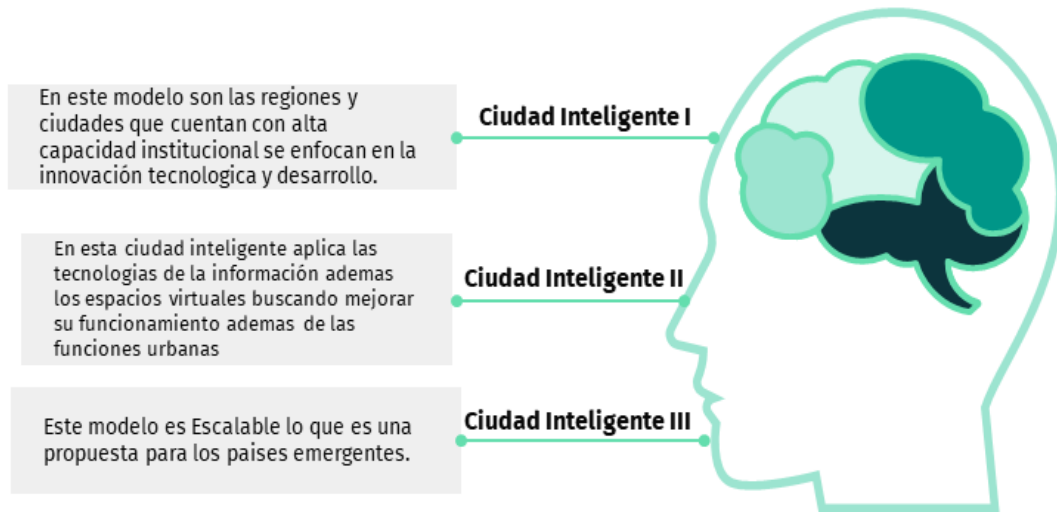 En este modelo son las regiones y
ciudades que cuentan con alta
capacidad institucional se enfocan en la
innovación tecnologica y desarrollo.
Ciudad Inteligente I
En esta ciudad inteligente aplica las
tecnologias de la información ademas
los espacios virtuales buscando mejorar
su funcionamiento ademas de las
funciones urbanas
Ciudad Inteligente II
Este modelo es Escalable lo que es una
propuesta para los paises emergentes.
Ciudad Inteligente III